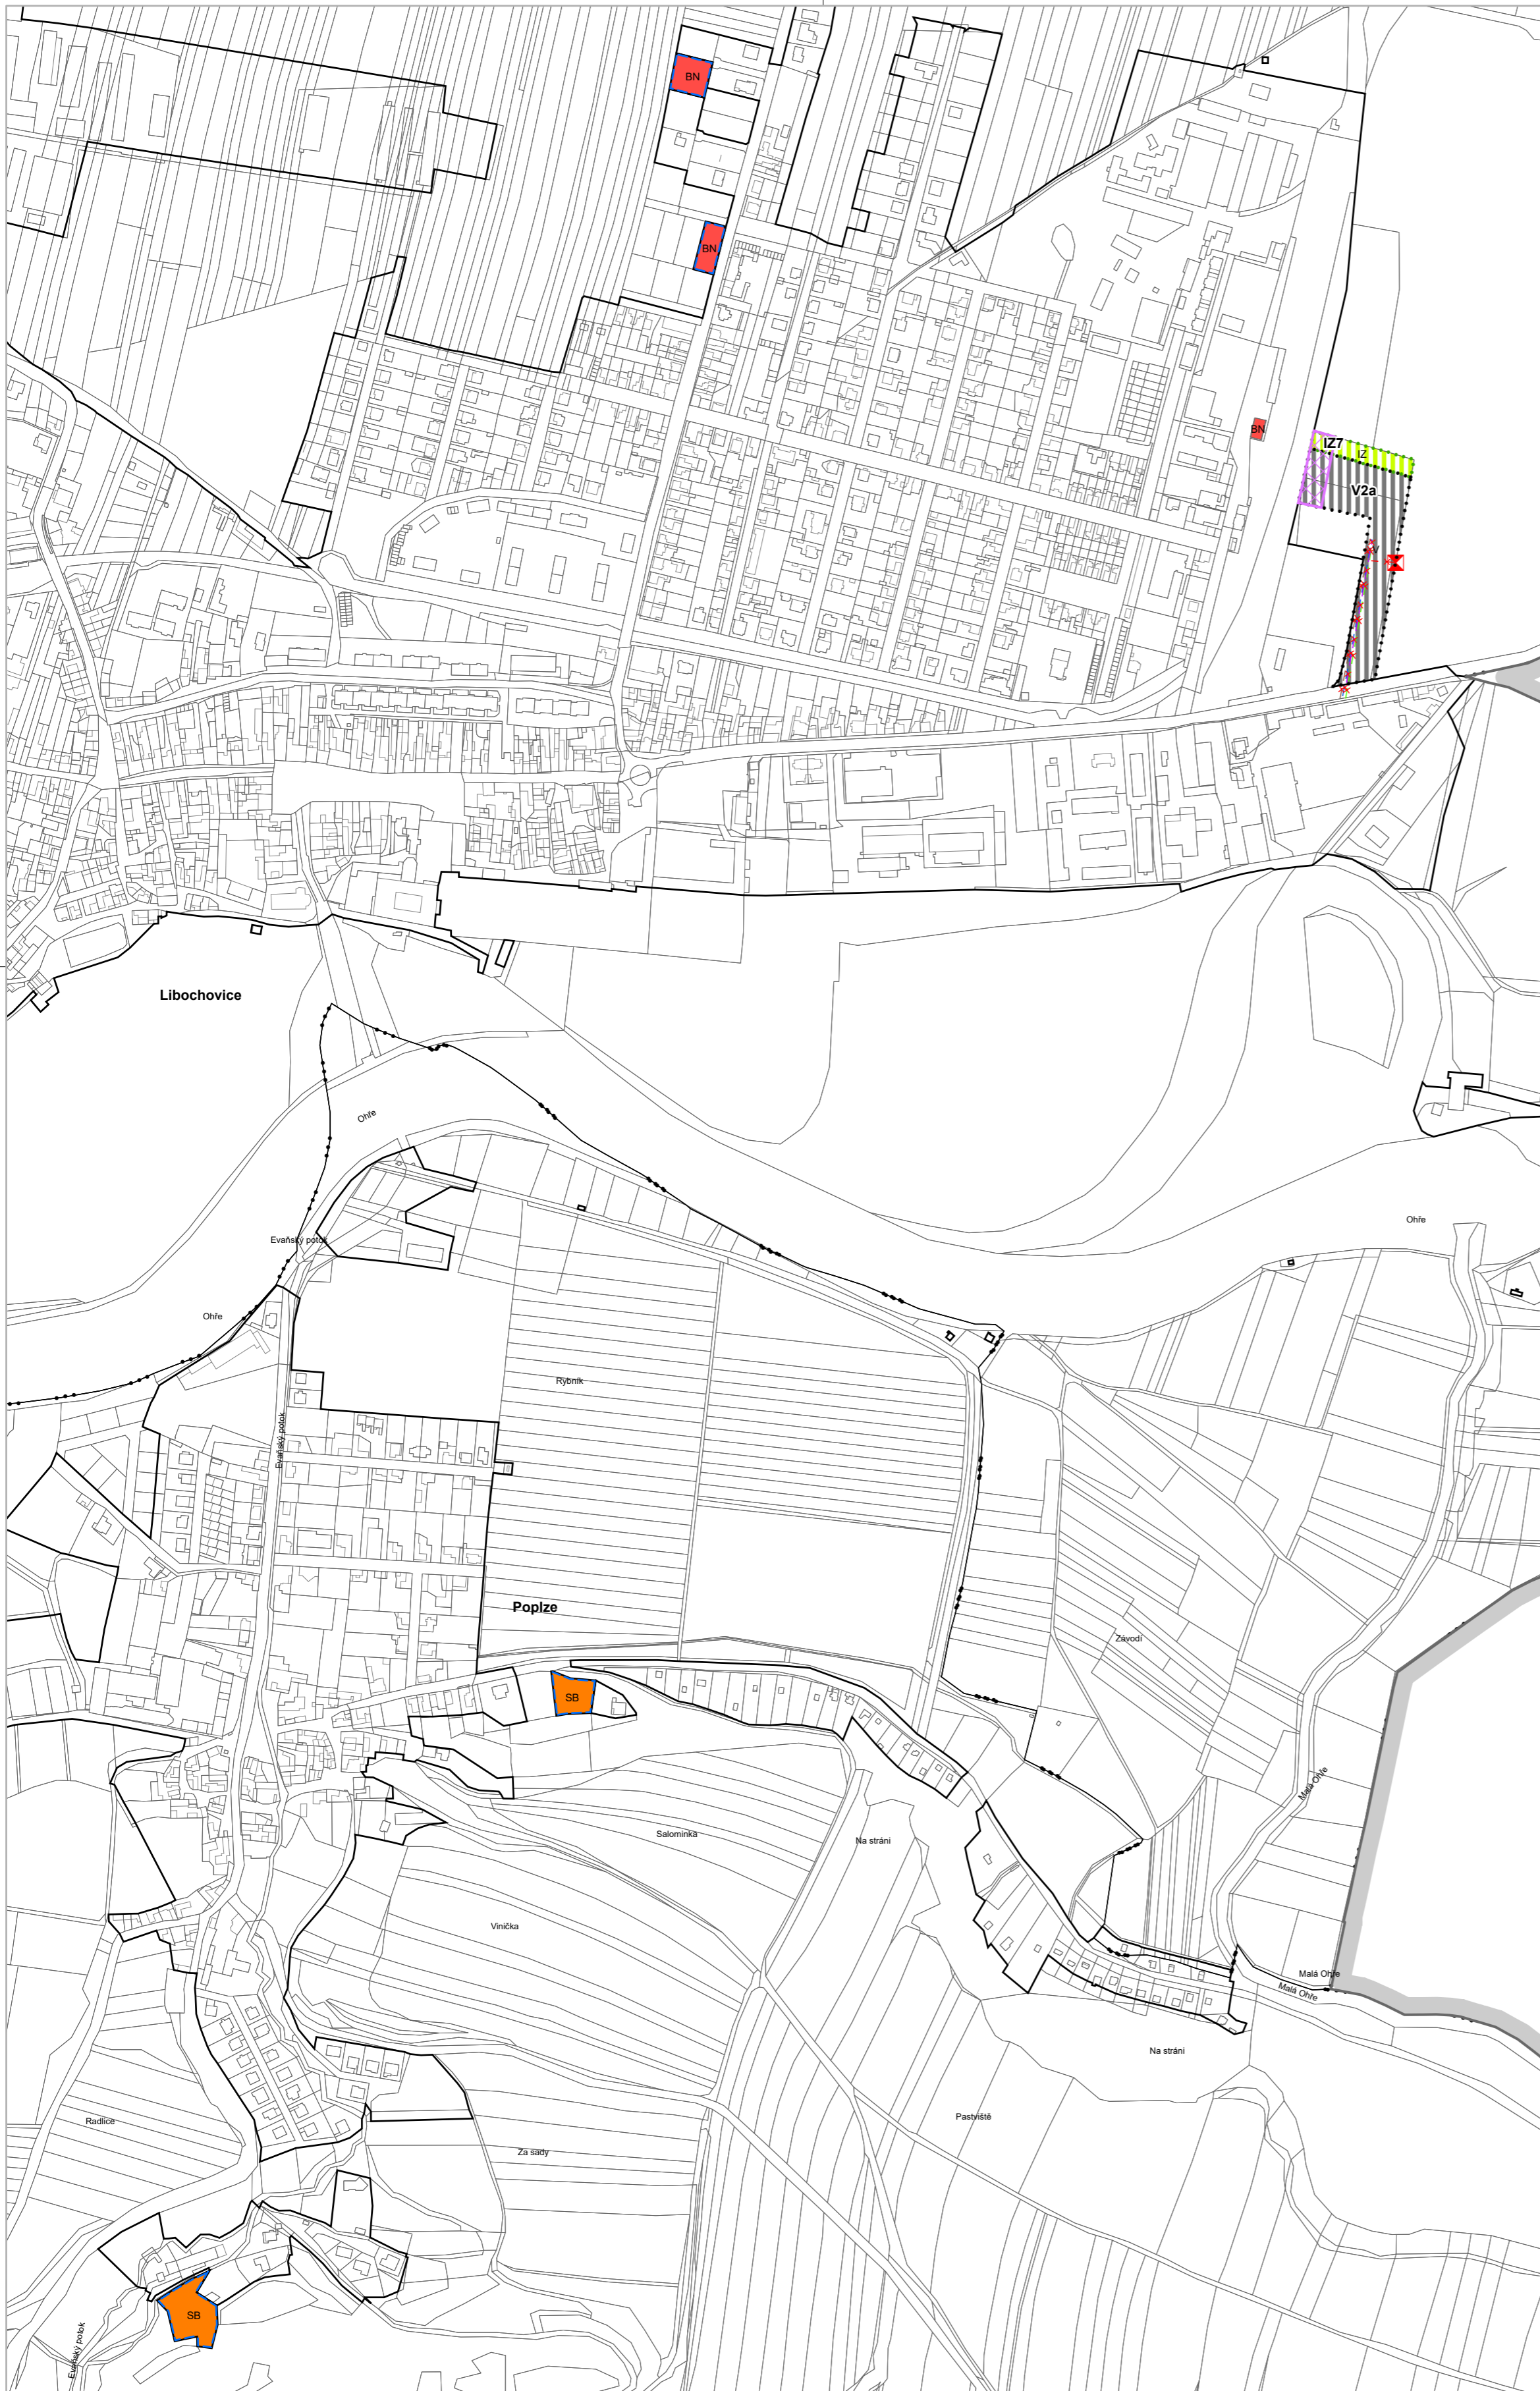 BN
BN
BN
IZ7
IZ
V2a
V
Libochovice
Ohře
Ohře
Evaňský potok
Ohře
Rybník
Evaňský potok
Poplze
Závodí
SB
Malá Ohře
Salominka
Na stráni
Vinička
Malá Ohře
Malá Ohře
Na stráni
Pastviště
Radlice
Za sady
SB
Evaňský potok